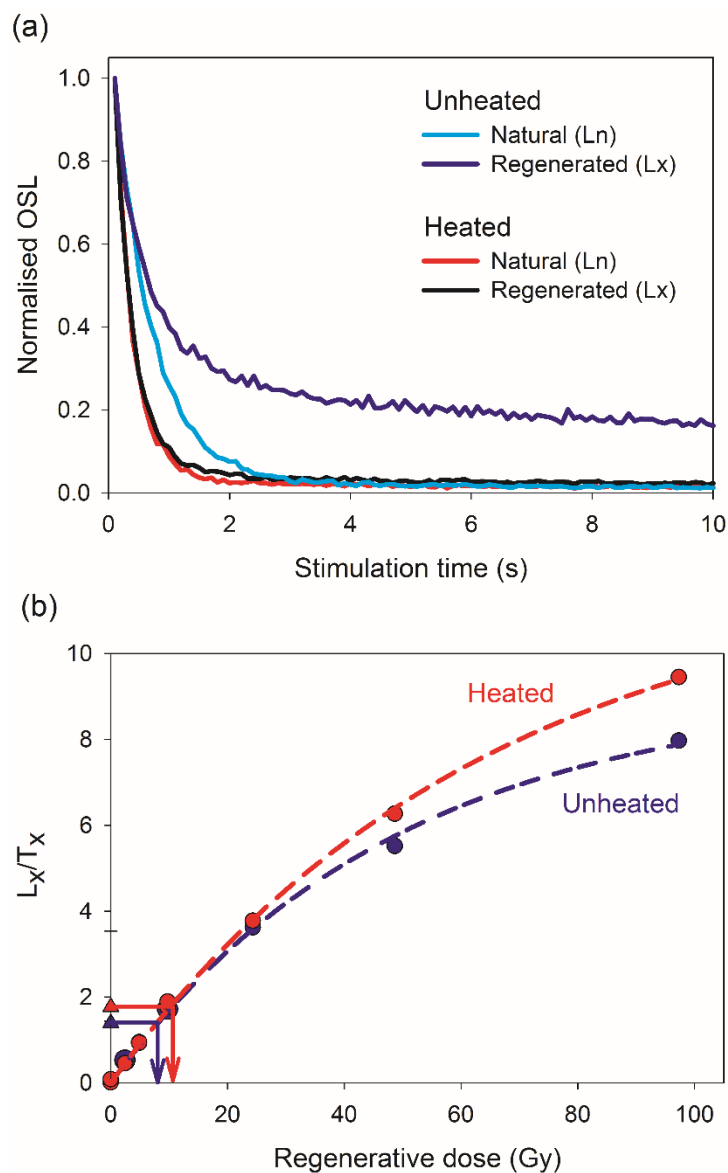 (a)
1.0
0.8
0.6
0.4
0.2
0.0
Normalised OSL
Unheated
Natural (Ln)
Regenerated (Lx)
Heated
Natural (Ln)
Regenerated (Lx)
0 2 4 6 8 10
Stimulation time (s)
(b)
10
8
6
4
2
0
Lx/Tx
Heated
Unheated
0 20 40 60 80 100
Regenerative dose (Gy)